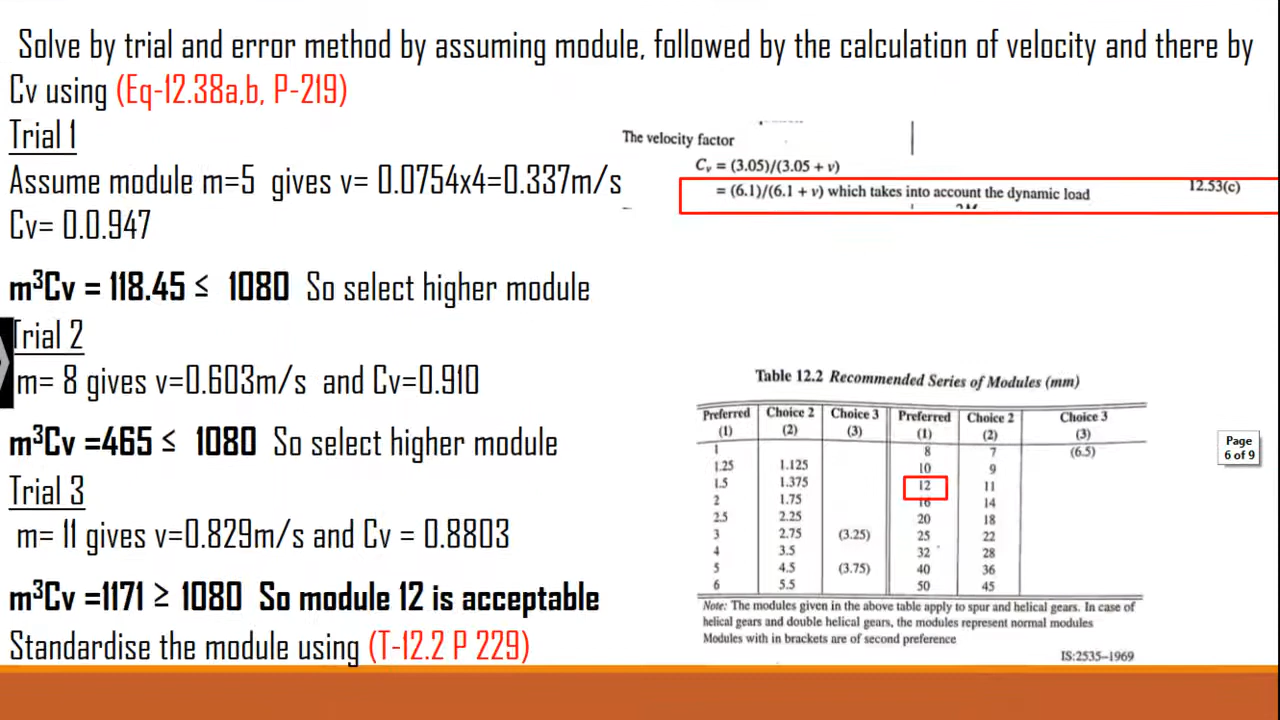 Solve by trial and error method by assuming module, followed by the calculation of velocity and there by
Cv using (Eq-12.38a,b, P-219)
Trial 1
Assume module m=5 gives v= 0.0754x4=0.337m/s
Cv= 0.0.947
m³Cv = 118.45 ≤ 1080 So select higher module
Trial 2
m= 8 gives v=0.603m/s and Cv=0.910
m³Cv =465 ≤ 1080 So select higher module
Trial 3
m= 11 gives v=0.829m/s and Cv = 0.8803
m³Cv =1171 ≥ 1080 So module 12 is acceptable
Standardise the module using (T-12.2 P 229)
The velocity factor
Cv = (3.05)/(3.05 + v)
= (6.1)/(6.1 + v) which takes into account the dynamic load 12.53(c)
Table 12.2 Recommended Series of Modules (mm)
Preferred Choice 2 Choice 3 Preferred Choice 2 Choice 3
(1) (2) (3) (1) (2) (3)
1 8 7 (6.5)
1.25 1.125 10 9
1.5 1.375 12 11
2 1.75 16 14
2.5 2.25 20 18
3 2.75 (3.25) 25 22
4 3.5 32 28
5 4.5 (3.75) 40 36
6 5.5 50 45
Note: The modules given in the above table apply to spur and helical gears. In case of
helical gears and double helical gears, the modules represent normal modules
Modules with in brackets are of second preference
IS:2535–1969
Page
6 of 9